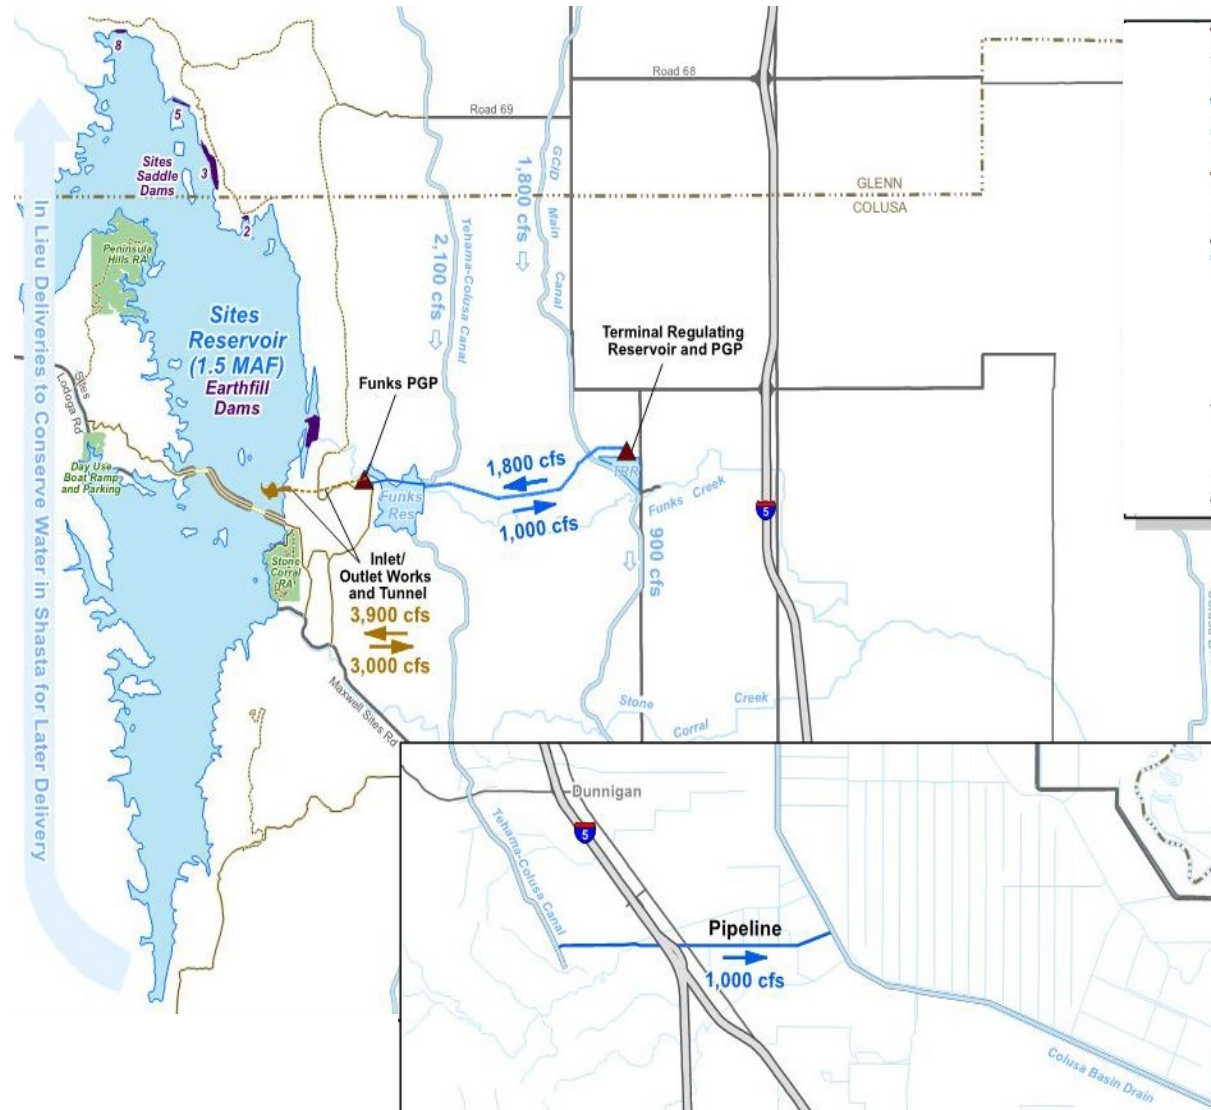 8
5
Sites
Saddle
Dams
3
2
Road 68
Road 69
GCID
Main
Canal
1,800 cfs
GLENN
COLUSA
Tehama-Colusa Canal
2,100 cfs
Peninsula
Hills RA
In Lieu Deliveries to Conserve Water in Shasta for Later Delivery
Sites
Reservoir
(1.5 MAF)
Earthfill
Dams
Terminal Regulating
Reservoir and PGP
Funks PGP
Sites
Lodoga Rd
Day Use
Boat Ramp
and Parking
1,800 cfs
1,000 cfs
TRR
Funks
Res
Funks Creek
5
900 cfs
Inlet/
Outlet Works
and Tunnel
3,900 cfs
3,000 cfs
Stone
Corral
RA
Maxwell Sites Rd
Stone
Corral
Creek
Dunnigan
5
Tehama-Colusa Canal
Pipeline
1,000 cfs
Colusa Basin Drain